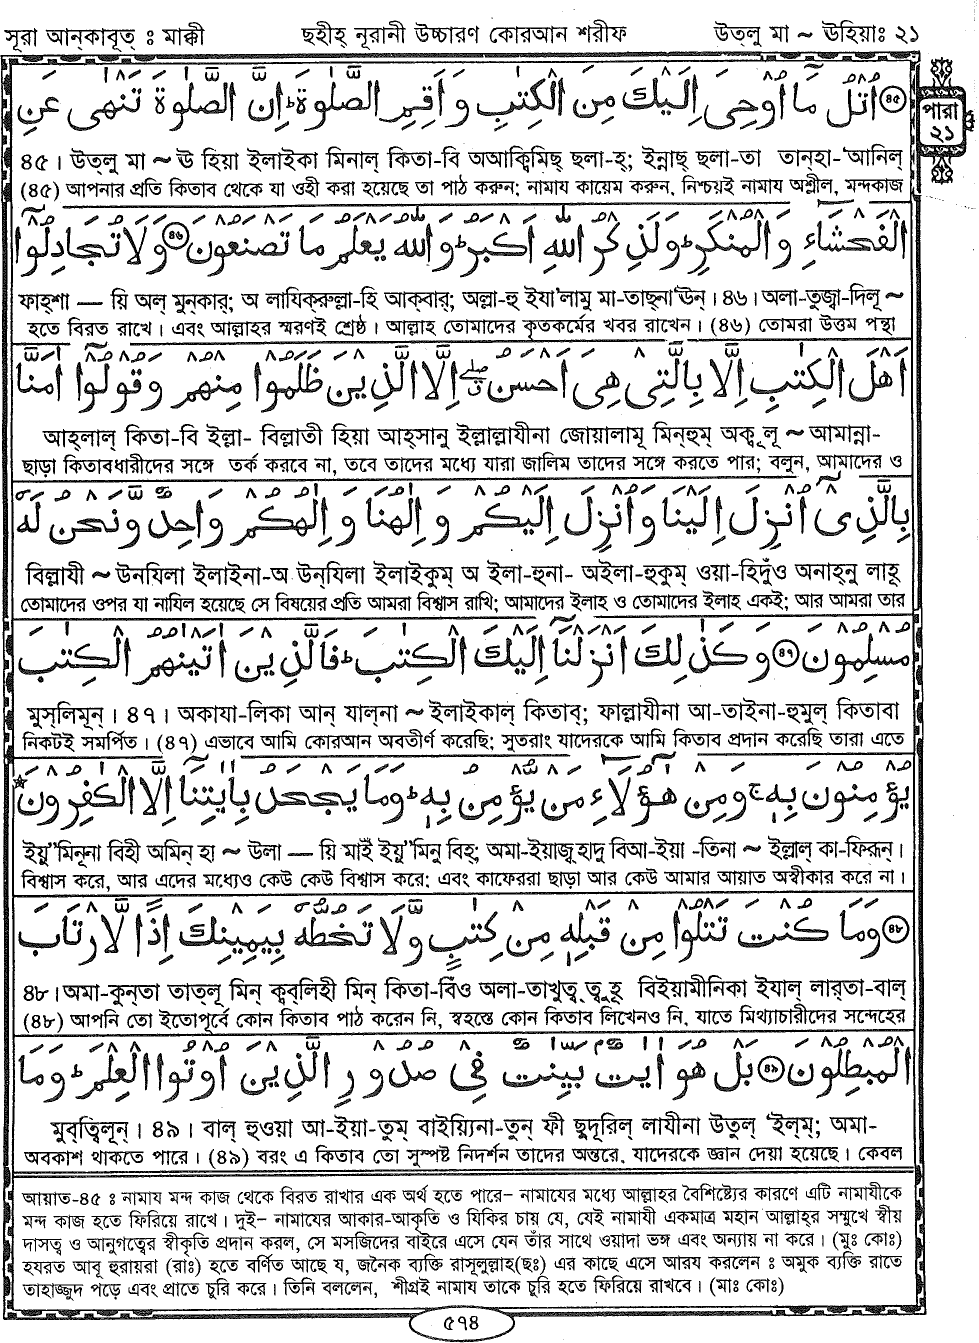 সূরা আন্‌কাবূত্ : মাক্কী ছহীহ্ নূরানী উচ্চারণ কোরআন শরীফ উত্‌লু মা ~ ঊহিয়াঃ ২১
পারা
২১
۝৪৫ اُتْلُ مَاۤ اُوْحِیَ اِلَیْكَ مِنَ الْكِتٰبِ وَ اَقِمِ الصَّلٰوةَ ؕ اِنَّ الصَّلٰوةَ تَنْهٰی عَنِ
৪৫। উত্‌লু মা ~ ঊ হিয়া ইলাইকা মিনাল্ কিতা-বি অআক্বিমিছ্ ছলা-হ্; ইন্নাছ্ ছলা-তা তান্‌হা-'আনিল্
(৪৫) আপনার প্রতি কিতাব থেকে যা ওহী করা হয়েছে তা পাঠ করুন; নামায কায়েম করুন, নিশ্চয়ই নামায অশ্লীল, মন্দকাজ
الْفَحْشَآءِ وَ الْمُنْكَرِ ؕ وَلَذِكْرُ اللّٰهِ اَكْبَرُ ؕ وَ اللّٰهُ یَعْلَمُ مَا تَصْنَعُوْنَ ۝৪৬ وَلَا تُجَادِلُوْۤا
ফাহ্‌শা — য়ি অল্ মুন্‌কার্; অ লাযিক্‌রুল্লা-হি আক্‌বার্; অল্লা-হু ইয়া'লামু মা-তাছ্‌না'ঊন্। ৪৬। অলা-তুজ্বা-দিলূ ~
হতে বিরত রাখে। এবং আল্লাহর স্মরণই শ্রেষ্ঠ। আল্লাহ তোমাদের কৃতকর্মের খবর রাখেন। (৪৬) তোমরা উত্তম পন্থা
اَهْلَ الْكِتٰبِ اِلَّا بِالَّتِیْ هِیَ اَحْسَنُ ۖ اِلَّا الَّذِیْنَ ظَلَمُوْا مِنْهُمْ وَ قُوْلُوْۤا اٰمَنَّا
আহ্‌লাল্ কিতা-বি ইল্লা- বিল্লাতী হিয়া আহ্‌সানু ইল্লাল্লাযীনা জোয়ালামূ মিন্‌হুম্ অক্বূলূ ~ আমান্না-
ছাড়া কিতাবধারীদের সঙ্গে তর্ক করবে না, তবে তাদের মধ্যে যারা জালিম তাদের সঙ্গে করতে পার; বলুন, আমাদের ও
بِالَّذِیْۤ اُنْزِلَ اِلَیْنَا وَ اُنْزِلَ اِلَیْكُمْ وَ اِلٰهُنَا وَ اِلٰهُكُمْ وَاحِدٌ وَّ نَحْنُ لَهٗ
বিল্লাযী ~ উনযিলা ইলাইনা-অ উন্‌যিলা ইলাইকুম্ অ ইলা-হুনা- অইলা-হুকুম্ ওয়া-হিদুঁও অনাহ্‌নু লাহূ
তোমাদের ওপর যা নাযিল হয়েছে সে বিষয়ের প্রতি আমরা বিশ্বাস রাখি; আমাদের ইলাহ ও তোমাদের ইলাহ একই; আর আমরা তার
مُسْلِمُوْنَ ۝৪৭ وَ كَذٰلِكَ اَنْزَلْنَاۤ اِلَیْكَ الْكِتٰبَ ؕ فَالَّذِیْنَ اٰتَیْنٰهُمُ الْكِتٰبَ
মুস্‌লিমূন্। ৪৭। অকাযা-লিকা আন্ যাল্‌না ~ ইলাইকাল্ কিতাব্; ফাল্লাযীনা আ-তাইনা-হুমুল্ কিতাবা
নিকটই সমর্পিত। (৪৭) এভাবে আমি কোরআন অবতীর্ণ করেছি; সুতরাং যাদেরকে আমি কিতাব প্রদান করেছি তারা এতে
یُؤْمِنُوْنَ بِهٖ ۚ وَ مِنْ هٰۤؤُلَآءِ مَنْ یُّؤْمِنُ بِهٖ ؕ وَمَا یَجْحَدُ بِاٰیٰتِنَاۤ اِلَّا الْكٰفِرُوْنَ
ইয়ু''মিনূনা বিহী অমিন্ হা ~ উলা — য়ি মাইঁ ইয়ু''মিনু বিহ্; অমা-ইয়াজ্বহাদু বিআ-ইয়া -তিনা ~ ইল্লাল্ কা-ফিরূন্।
বিশ্বাস করে, আর এদের মধ্যেও কেউ কেউ বিশ্বাস করে; এবং কাফেররা ছাড়া আর কেউ আমার আয়াত অস্বীকার করে না।
۝৪৮ وَمَا كُنْتَ تَتْلُوْا مِنْ قَبْلِهٖ مِنْ كِتٰبٍ وَّلَا تَخُطُّهٗ بِیَمِیْنِكَ اِذًا لَّارْتَابَ
৪৮।অমা-কুন্‌তা তাত্‌লূ মিন্ ক্বব্‌লিহী মিন্ কিতা-বিঁও অলা-তাখুত্ব্‌ ত্বুহূ বিইয়ামীনিকা ইযাল্ লার্‌তা-বাল্
(৪৮) আপনি তো ইতোপূর্বে কোন কিতাব পাঠ করেন নি, স্বহস্তে কোন কিতাব লিখেনও নি, যাতে মিথ্যাচারীদের সন্দেহের
الْمُبْطِلُوْنَ ۝৪৯ بَلْ هُوَ اٰیٰتٌۢ بَیِّنٰتٌ فِیْ صُدُوْرِ الَّذِیْنَ اُوْتُوا الْعِلْمَ ؕ وَمَا
মুব্‌ত্বিলূন্। ৪৯। বাল্ হুওয়া আ-ইয়া-তুম্ বাইয়্যিনা-তুন্ ফী ছুদূরিল্ লাযীনা উতুল্ 'ইল্‌ম্; অমা-
অবকাশ থাকতে পারে। (৪৯) বরং এ কিতাব তো সুস্পষ্ট নিদর্শন তাদের অন্তরে, যাদেরকে জ্ঞান দেয়া হয়েছে। কেবল
আয়াত-৪৫ ঃ নামায মন্দ কাজ থেকে বিরত রাখার এক অর্থ হতে পারে– নামাযের মধ্যে আল্লাহর বৈশিষ্ট্যের কারণে এটি নামাযীকে
মন্দ কাজ হতে ফিরিয়ে রাখে। দুই– নামাযের আকার-আকৃতি ও যিকির চায় যে, যেই নামাযী একমাত্র মহান আল্লাহর সম্মুখে স্বীয়
দাসত্ব ও আনুগত্বের স্বীকৃতি প্রদান করল, সে মসজিদের বাইরে এসে যেন তাঁর সাথে ওয়াদা ভঙ্গ এবং অন্যায় না করে। (মুঃ কোঃ)
হযরত আবূ হুরায়রা (রাঃ) হতে বর্ণিত আছে য, জনৈক ব্যক্তি রাসূলুল্লাহ(ছঃ) এর কাছে এসে আরয করলেন ঃ অমুক ব্যক্তি রাতে
তাহাজ্জুদ পড়ে এবং প্রাতে চুরি করে। তিনি বললেন, শীগ্রই নামায তাকে চুরি হতে ফিরিয়ে রাখবে। (মাঃ কোঃ)
৫৭৪